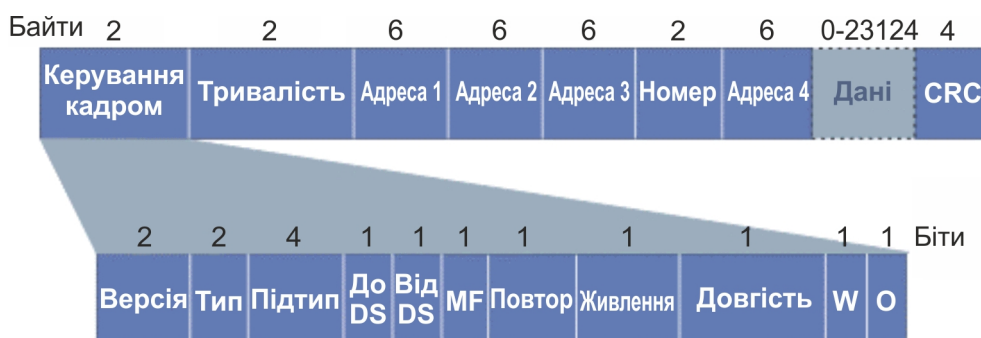 Байти 2 2 6 6 6 2 6 0-23124 4
Керування кадром Тривалість Адреса 1 Адреса 2 Адреса 3 Номер Адреса 4 Дані CRC
2 2 4 1 1 1 1 1 1 1 1 Біти
Версія Тип Підтип До DS Від DS MF Повтор Живлення Довгість W O